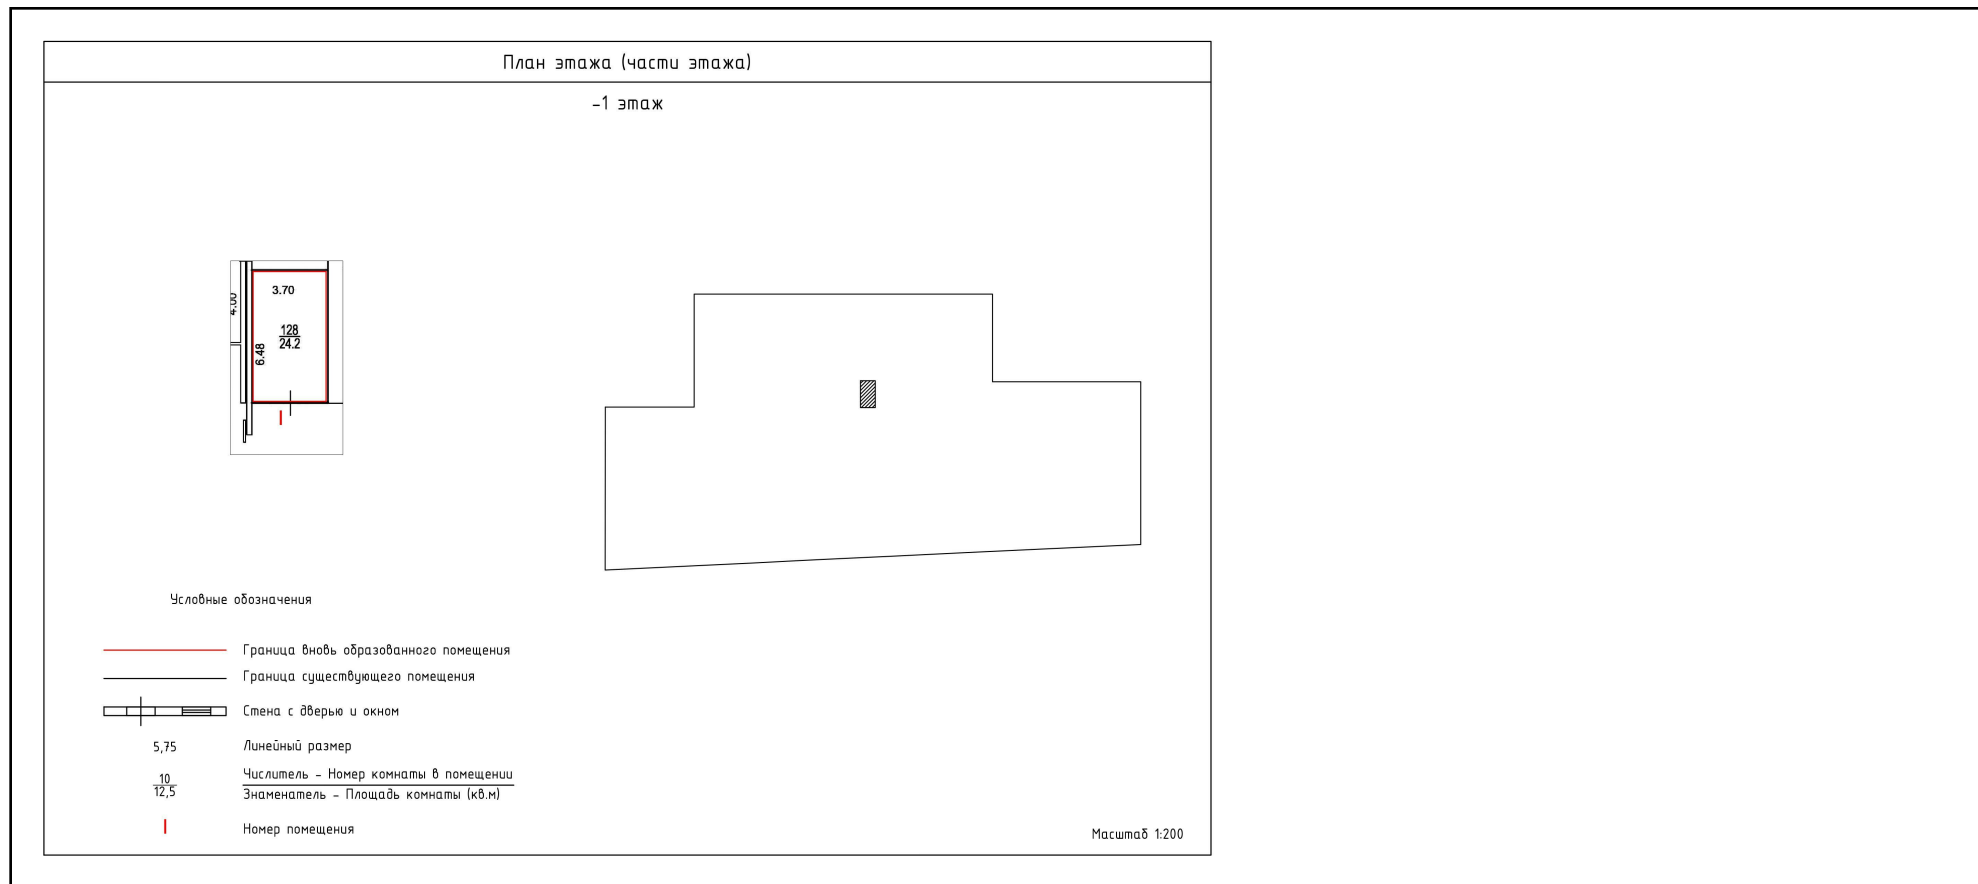 План этажа (части этажа)
-1 этаж
3.70
128
24.2
6.48
I
Условные обозначения
Граница вновь образованного помещения
Граница существующего помещения
Стена с дверью и окном
5,75 Линейный размер
10 Числитель - Номер комнаты в помещении
12,5 Знаменатель - Площадь комнаты (кв.м)
I Номер помещения
Масштаб 1:200